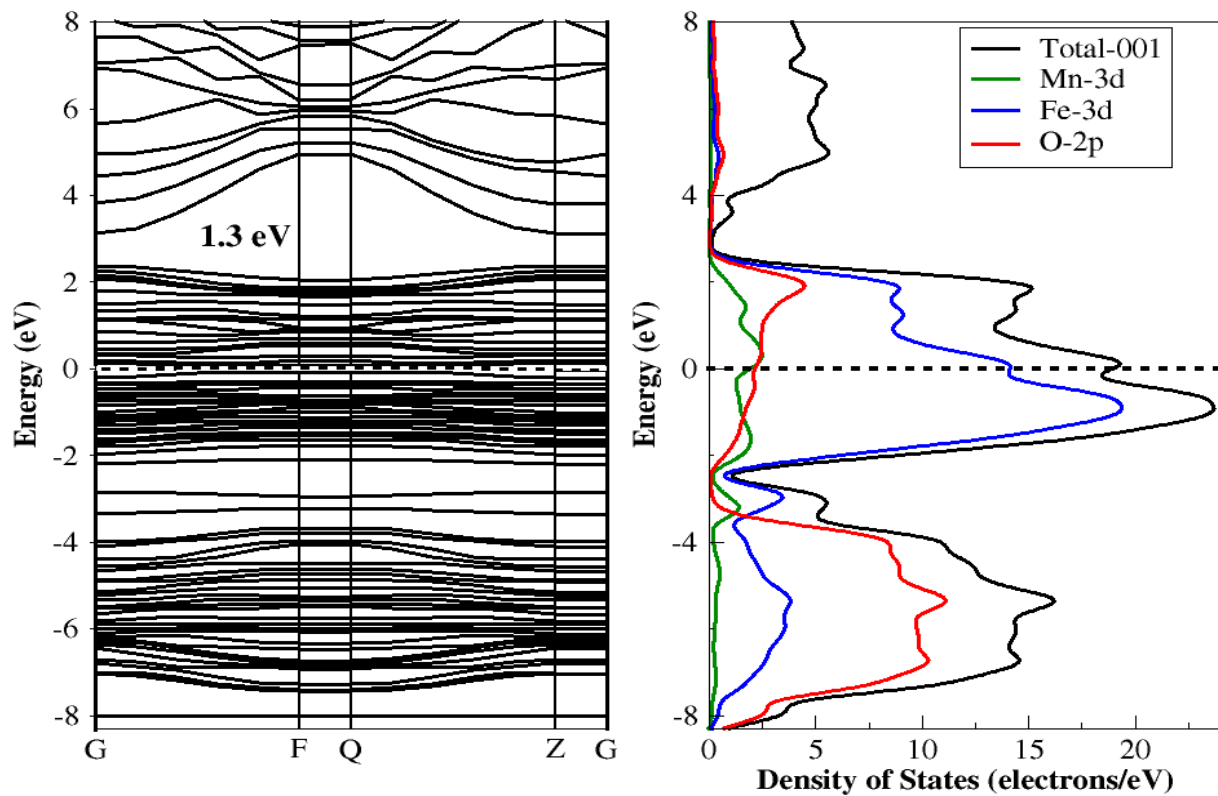 8
6
4
2
0
-2
-4
-6
-8
Energy (eV)
1.3 eV
G
F
Q
Z
G
8
4
0
-4
-8
Energy (eV)
Total-001
Mn-3d
Fe-3d
O-2p
0
5
10
15
20
Density of States (electrons/eV)